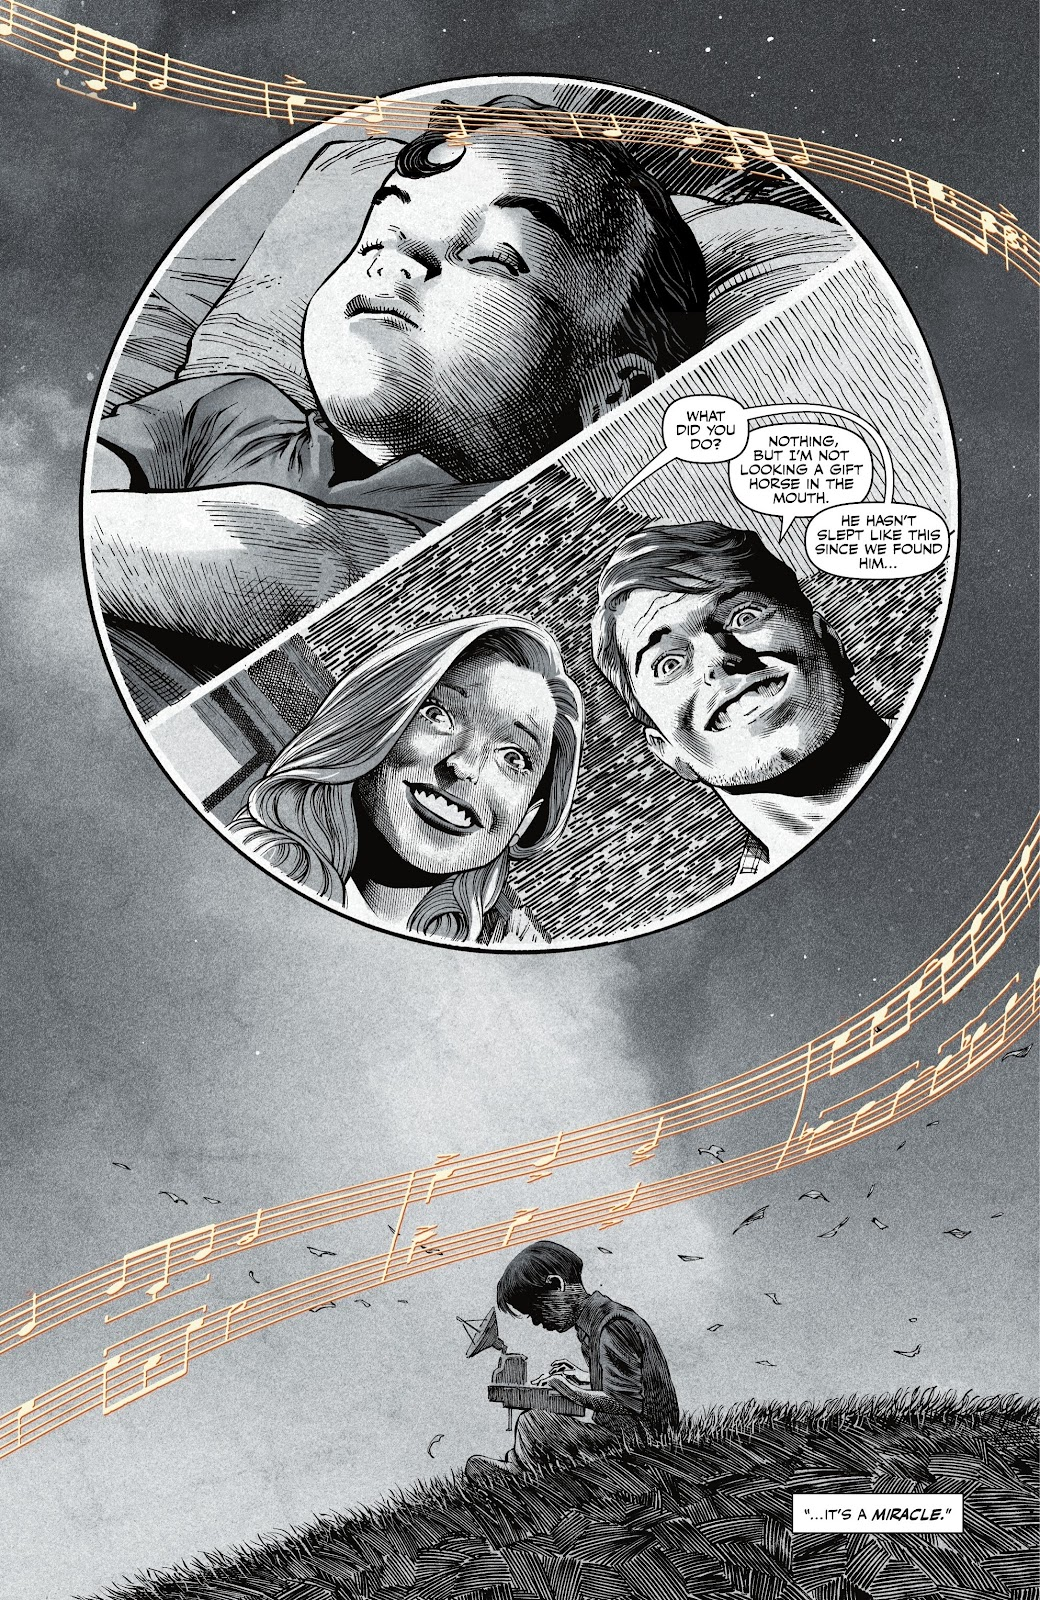 WHAT
DID YOU
DO?
NOTHING,
BUT I'M NOT
LOOKING A GIFT
HORSE IN THE
MOUTH.
HE HASN'T
SLEPT LIKE THIS
SINCE WE FOUND
HIM...
"...IT'S A MIRACLE."